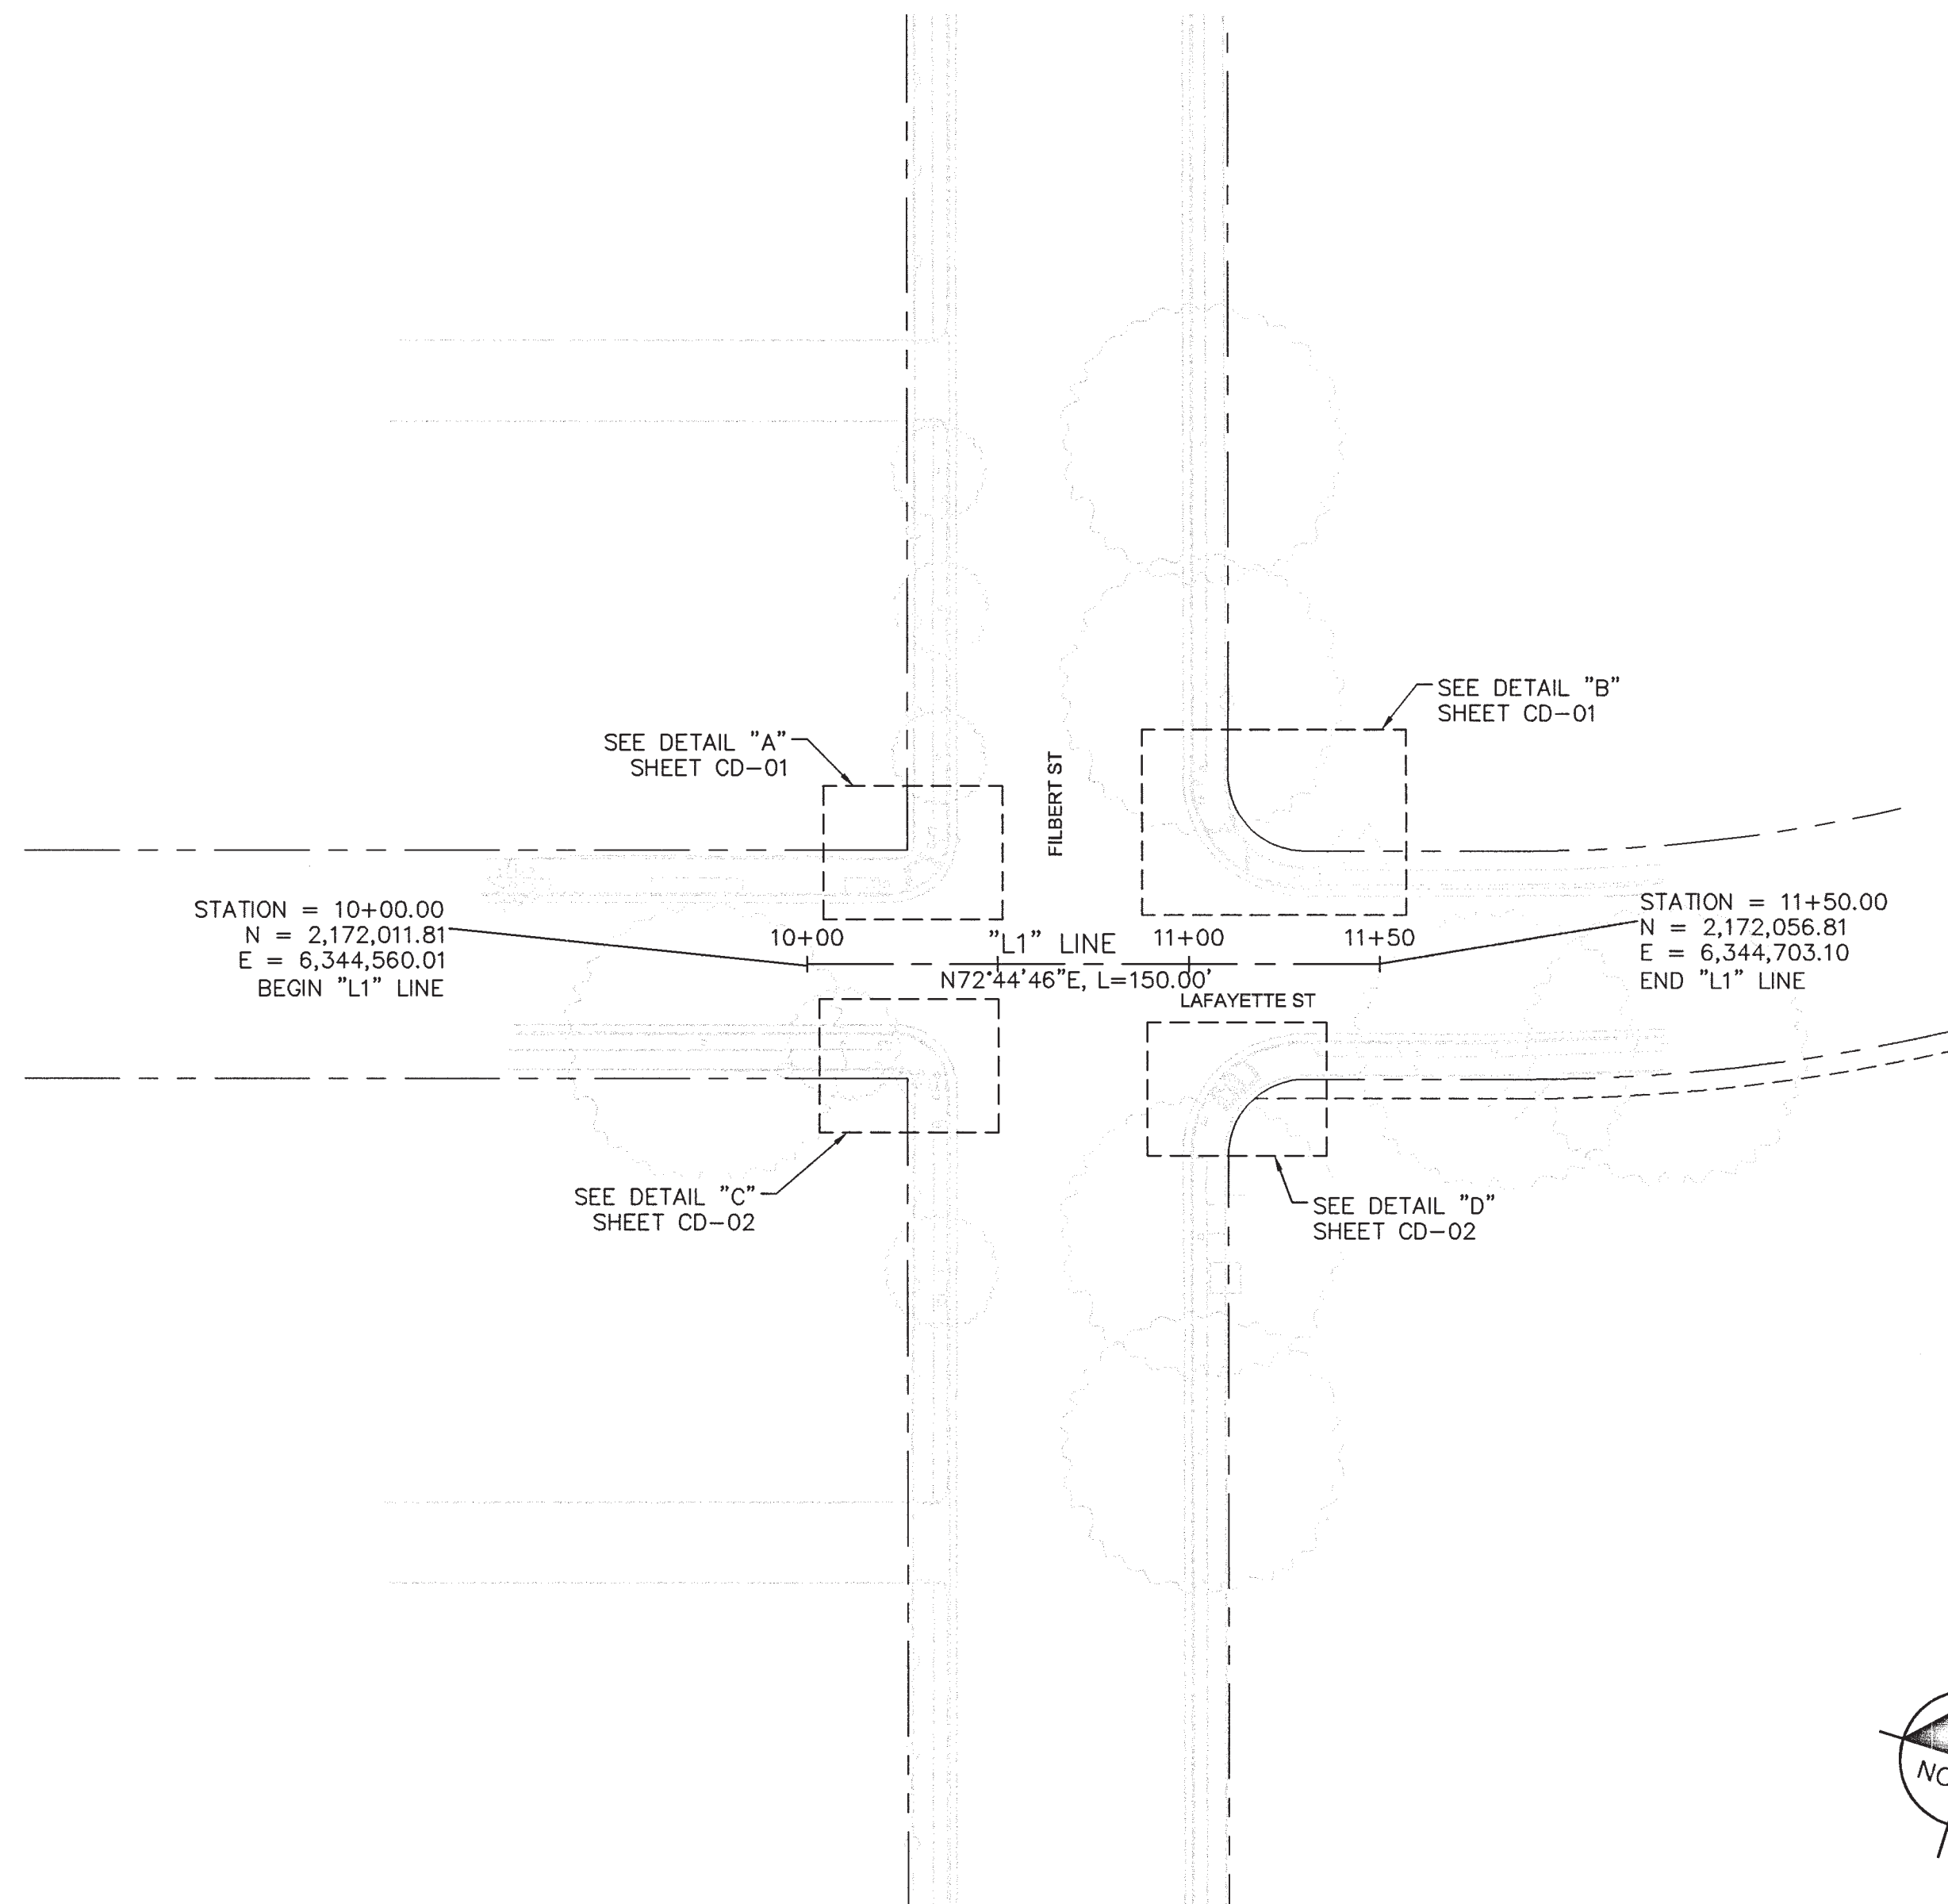 SEE DETAIL "B"
SHEET CD-01
SEE DETAIL "A"
SHEET CD-01
FILBERT ST
STATION = 10+00.00
N = 2,172,011.81
E = 6,344,560.01
BEGIN "L1" LINE
10+00
"L1" LINE
11+00
11+50
N72°44'46"E, L=150.00'
LAFAYETTE ST
STATION = 11+50.00
N = 2,172,056.81
E = 6,344,703.10
END "L1" LINE
SEE DETAIL "C"
SHEET CD-02
SEE DETAIL "D"
SHEET CD-02